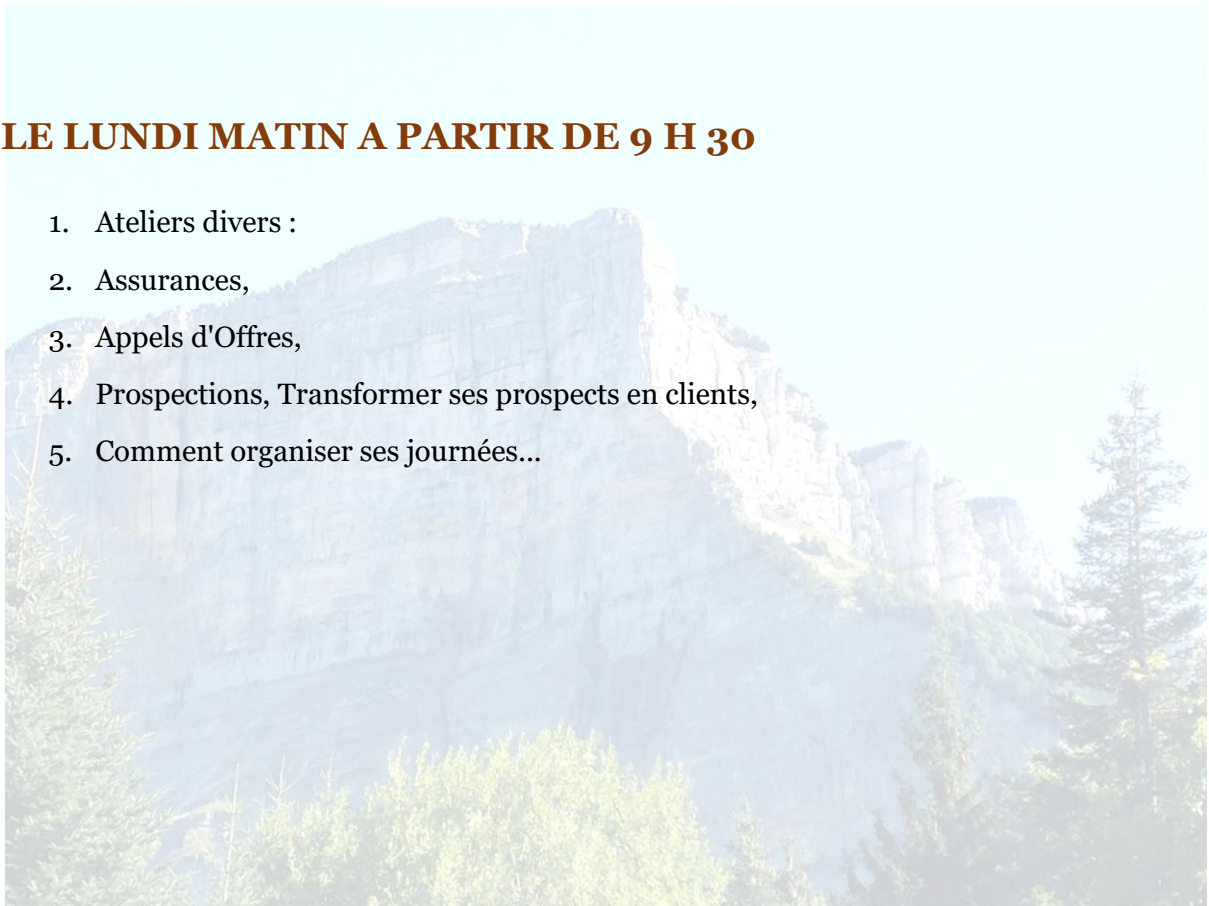 LE LUNDI MATIN A PARTIR DE 9 H 30
1. Ateliers divers :
2. Assurances,
3. Appels d'Offres,
4. Prospections, Transformer ses prospects en clients,
5. Comment organiser ses journées...